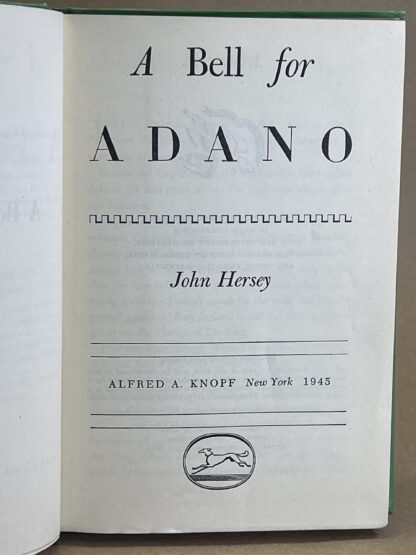 A Bell for
ADANO
John Hersey
ALFRED A. KNOPF New York 1945